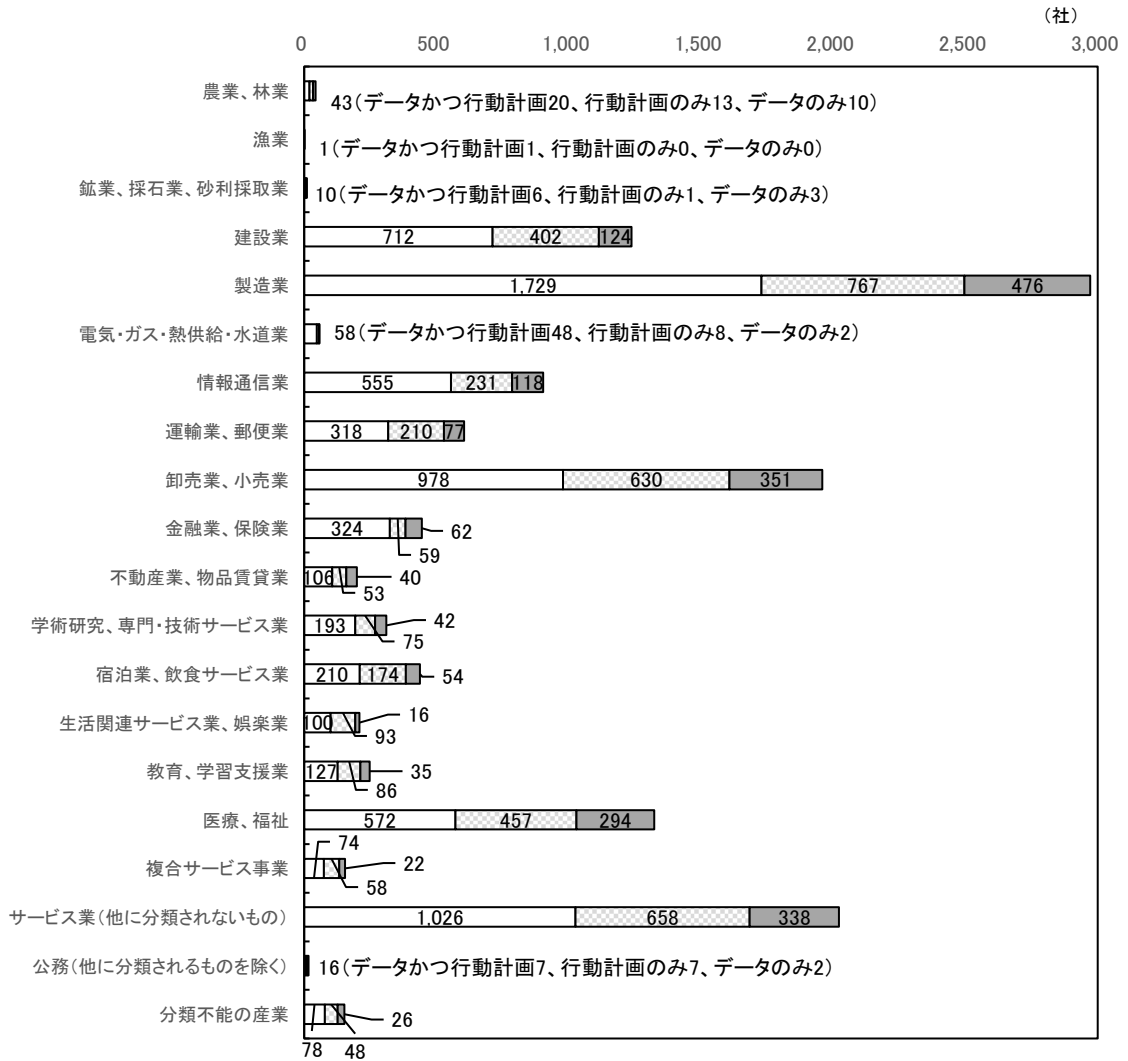 (社)
0 500 1,000 1,500 2,000 2,500 3,000
農業、林業 43(データかつ行動計画20、行動計画のみ13、データのみ10)
漁業 1(データかつ行動計画1、行動計画のみ0、データのみ0)
鉱業、採石業、砂利採取業 10(データかつ行動計画6、行動計画のみ1、データのみ3)
建設業 712 402 124
製造業 1,729 767 476
電気・ガス・熱供給・水道業 58(データかつ行動計画48、行動計画のみ8、データのみ2)
情報通信業 555 231 118
運輸業、郵便業 318 210 77
卸売業、小売業 978 630 351
金融業、保険業 324 59 62
不動産業、物品賃貸業 106 53 40
学術研究、専門・技術サービス業 193 75 42
宿泊業、飲食サービス業 210 174 54
生活関連サービス業、娯楽業 100 93 16
教育、学習支援業 127 86 35
医療、福祉 572 457 294
複合サービス事業 74 58 22
サービス業(他に分類されないもの) 1,026 658 338
公務(他に分類されるものを除く) 16(データかつ行動計画7、行動計画のみ7、データのみ2)
分類不能の産業 78 48 26